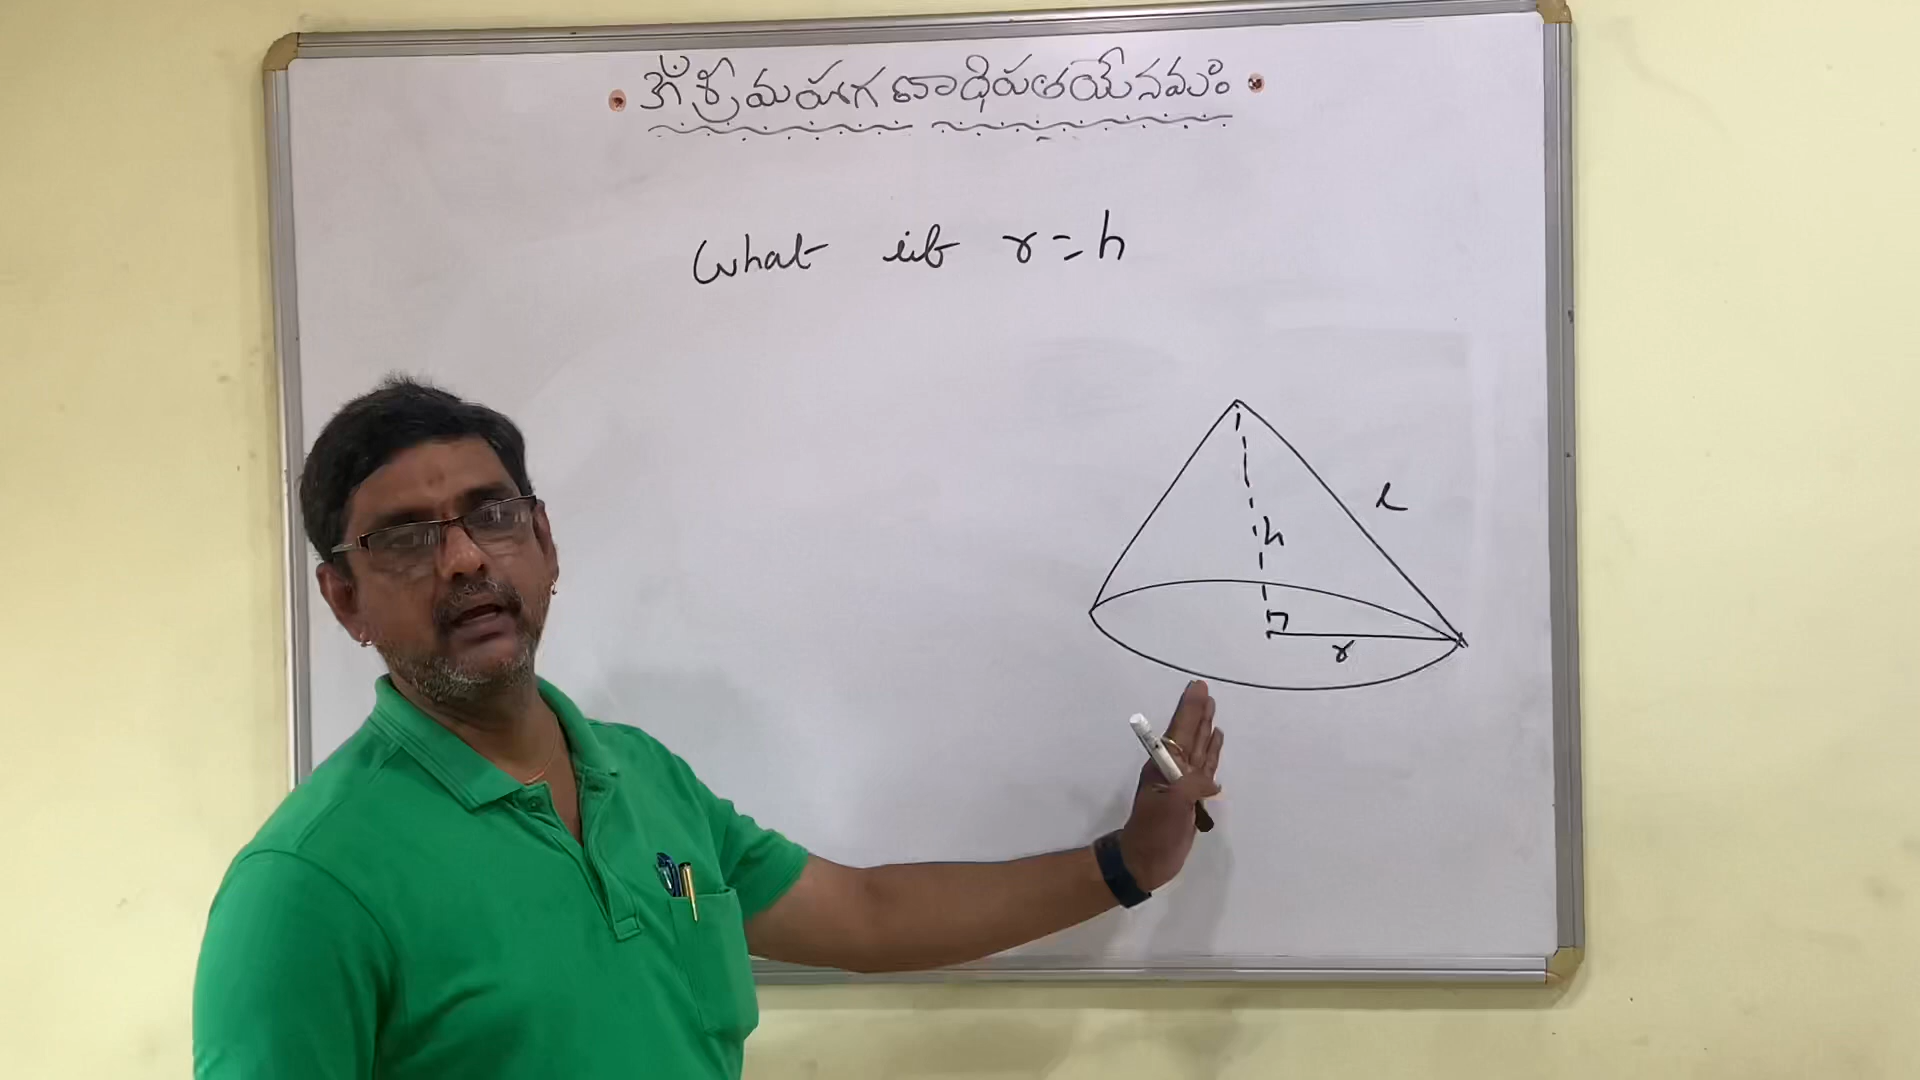 ఓం శ్రీ మహాగణాధిపతయే నమః
What if r = h
l
h
r